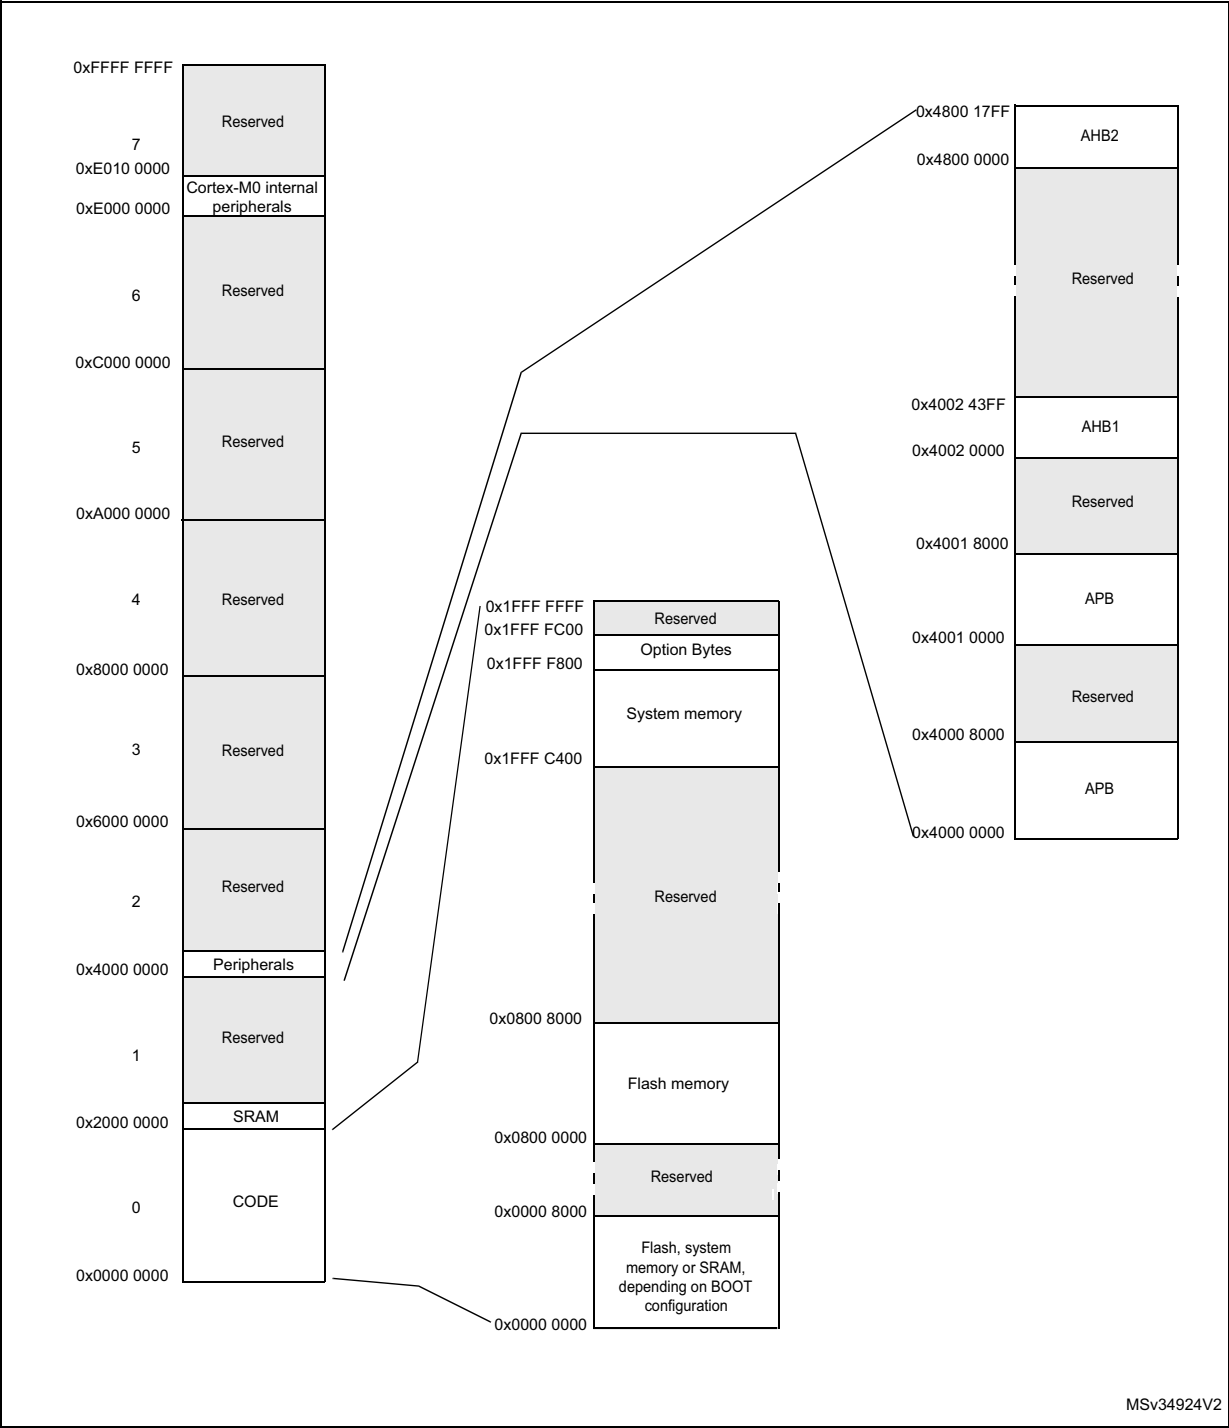 0xFFFF FFFF
Reserved
7
0xE010 0000
Cortex-M0 internal
peripherals
0xE000 0000
Reserved
6
0xC000 0000
Reserved
5
0xA000 0000
Reserved
4
0x8000 0000
Reserved
3
0x6000 0000
Reserved
2
Peripherals
0x4000 0000
Reserved
1
SRAM
0x2000 0000
CODE
0
0x0000 0000
0x1FFF FFFF
Reserved
0x1FFF FC00
Option Bytes
0x1FFF F800
System memory
0x1FFF C400
Reserved
0x0800 8000
Flash memory
0x0800 0000
Reserved
0x0000 8000
Flash, system
memory or SRAM,
depending on BOOT
configuration
0x0000 0000
0x4800 17FF
AHB2
0x4800 0000
Reserved
0x4002 43FF
AHB1
0x4002 0000
Reserved
0x4001 8000
APB
0x4001 0000
Reserved
0x4000 8000
APB
0x4000 0000
MSv34924V2